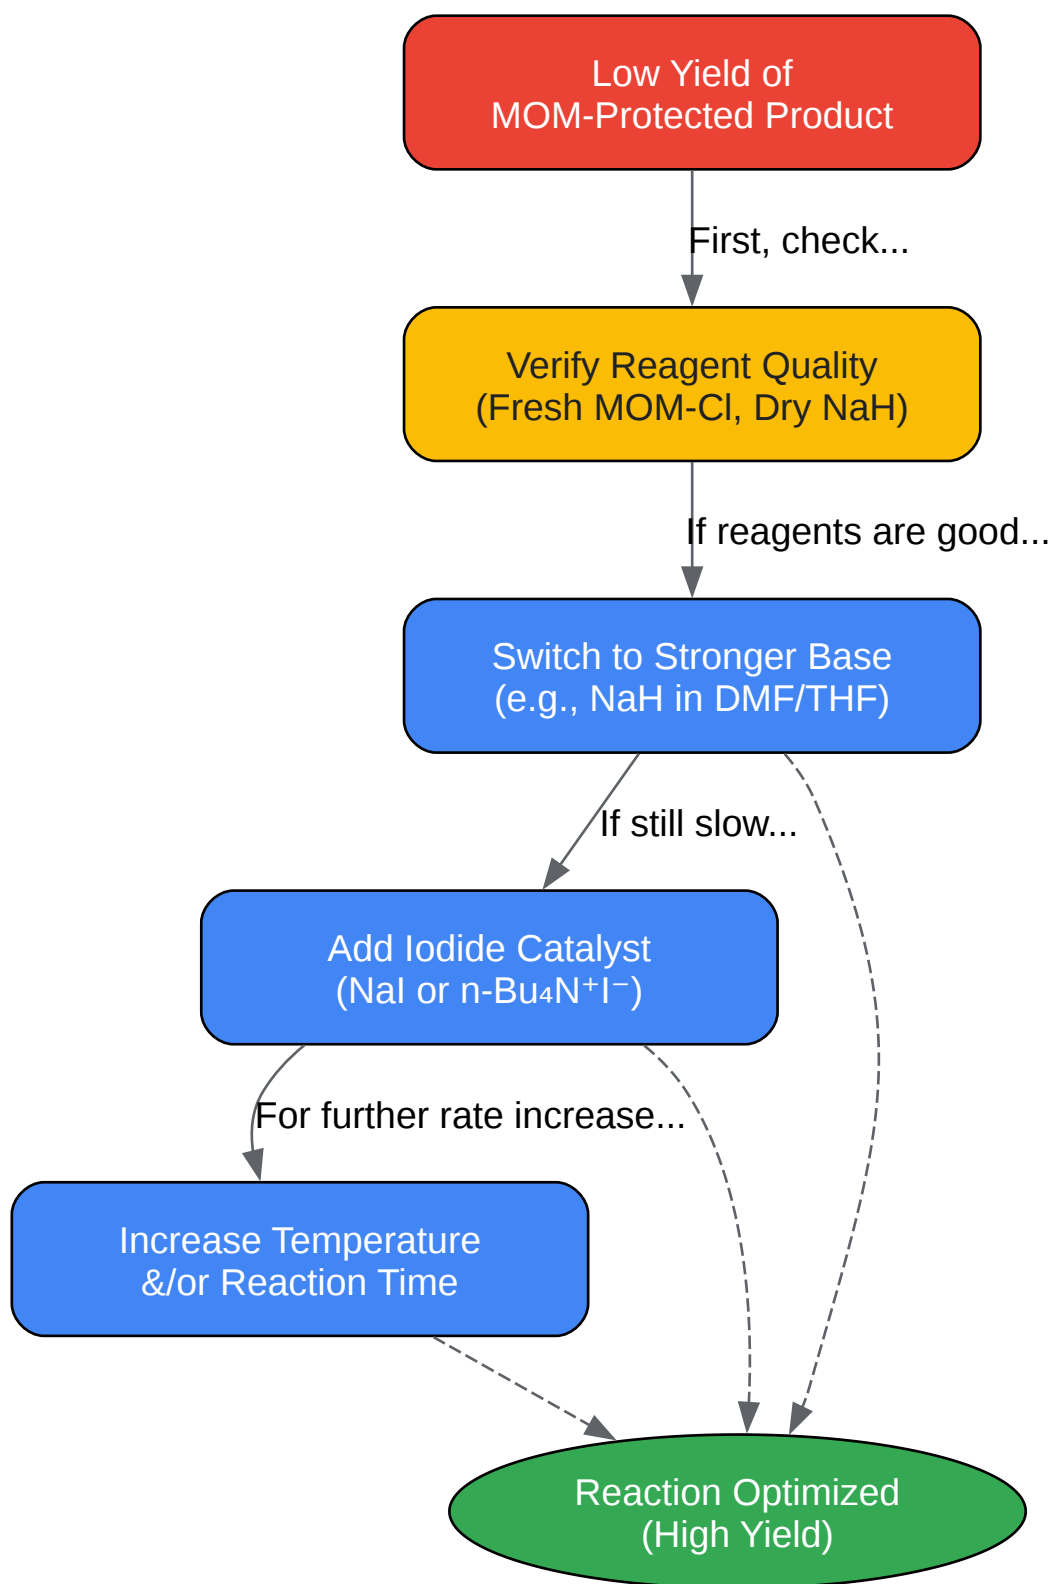 Low Yield of
MOM-Protected Product
First, check...
Verify Reagent Quality
(Fresh MOM-Cl, Dry NaH)
If reagents are good...
Switch to Stronger Base
(e.g., NaH in DMF/THF)
If still slow...
Add Iodide Catalyst
(NaI or n-Bu₄N⁺I⁻)
For further rate increase...
Increase Temperature
&/or Reaction Time
Reaction Optimized
(High Yield)